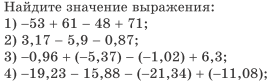 Найдите значение выражения:
1) –53 + 61 – 48 + 71;
2) 3,17 – 5,9 – 0,87;
3) –0,96 + (–5,37) – (–1,02) + 6,3;
4) –19,23 – 15,88 – (–21,34) + (–11,08);